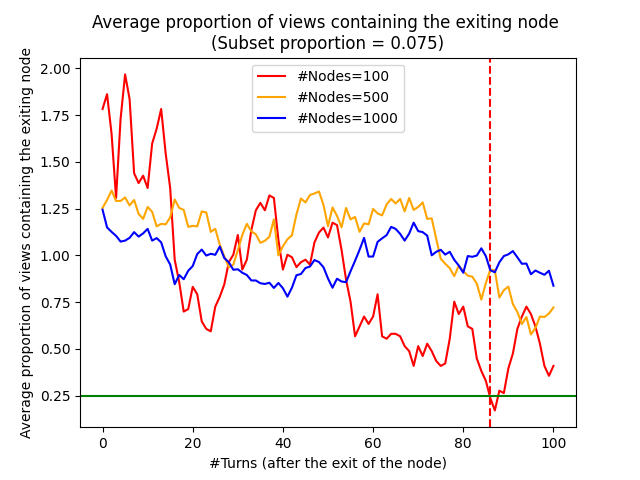 Average proportion of views containing the exiting node
(Subset proportion = 0.075)
Average proportion of views containing the exiting node
2.00
1.75
1.50
1.25
1.00
0.75
0.50
0.25
#Nodes=100
#Nodes=500
#Nodes=1000
0 20 40 60 80 100
#Turns (after the exit of the node)